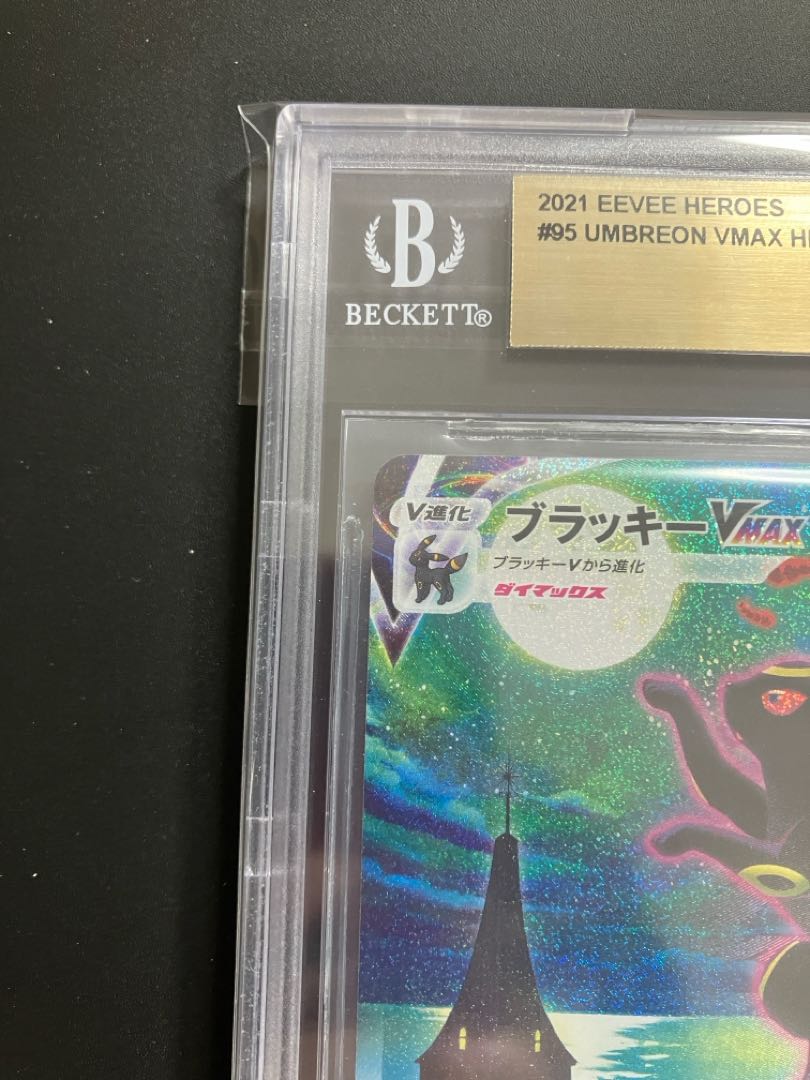 B
BECKETT®
2021 EEVEE HEROES
#95 UMBREON VMAX
V進化
ブラッキーVMAX
ブラッキーVから進化
ダイマックス